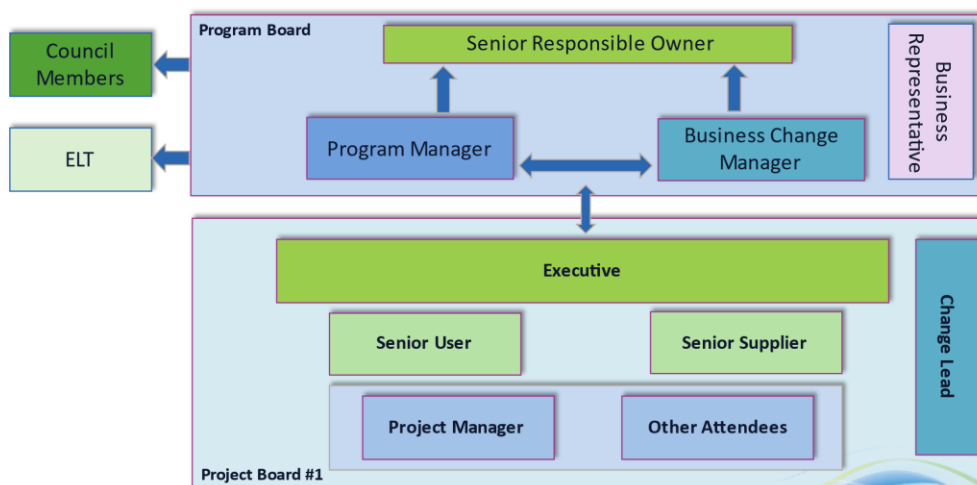 Program Board
Senior Responsible Owner
Council
Members
Business
Representative
Program Manager
Business Change
Manager
ELT
Executive
Change Lead
Senior User
Senior Supplier
Project Manager
Other Attendees
Project Board #1